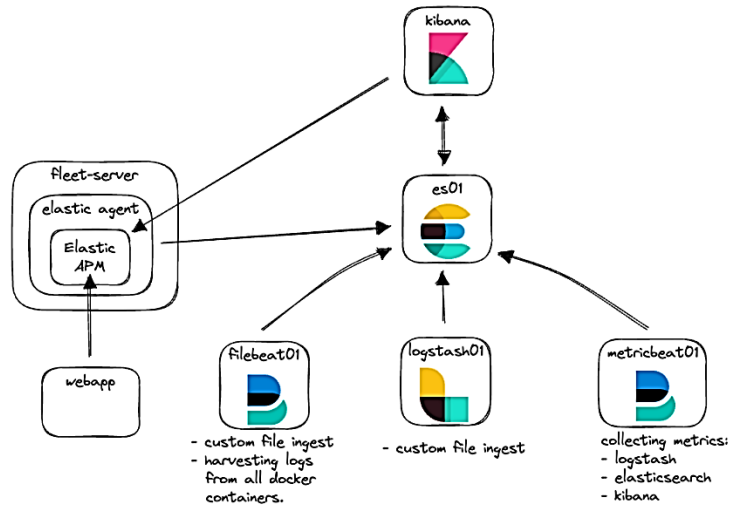 kibana
fleet-server
elastic agent
Elastic
APM
es01
webapp
filebeat01
logstash01
metricbeat01
- custom file ingest
- harvesting logs
from all docker
containers.
- custom file ingest
collecting metrics:
- logstash
- elasticsearch
- kibana